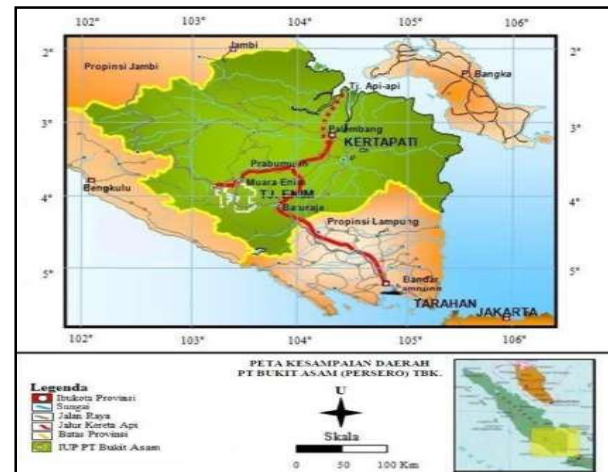 102° 103° 104° 105° 106°
Jambi
2° 2°
Propinsi Jambi
P. Bangka
Tj. Api-api
3° 3°
Palembang
KERTAPATI
Prabumulih
Muara Enim
Bengkulu
TJ. ENIM
4° 4°
Baturaja
Propinsi Lampung
5° 5°
Bandar
TARAHAN
JAKARTA
102° 103° 104° 105° 106°
PETA KESAMPAIAN DAERAH
PT BUKIT ASAM (PERSERO) TBK.
Legenda
Ibukota Provinsi
Sungai
Jalan Raya
Jalur Kereta Api
Batas Provinsi
IUP PT Bukit Asam
U
Skala
0 50 100 Km